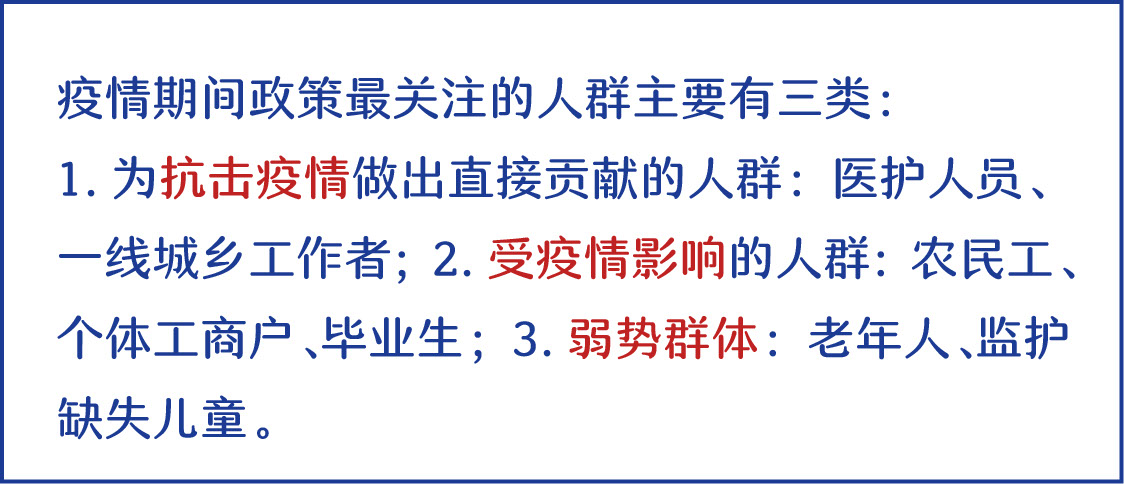 疫情期间政策最关注的人群主要有三类：
1. 为抗击疫情做出直接贡献的人群：医护人员、
一线城乡工作者；2. 受疫情影响的人群：农民工、
个体工商户、毕业生；3. 弱势群体：老年人、监护
缺失儿童。